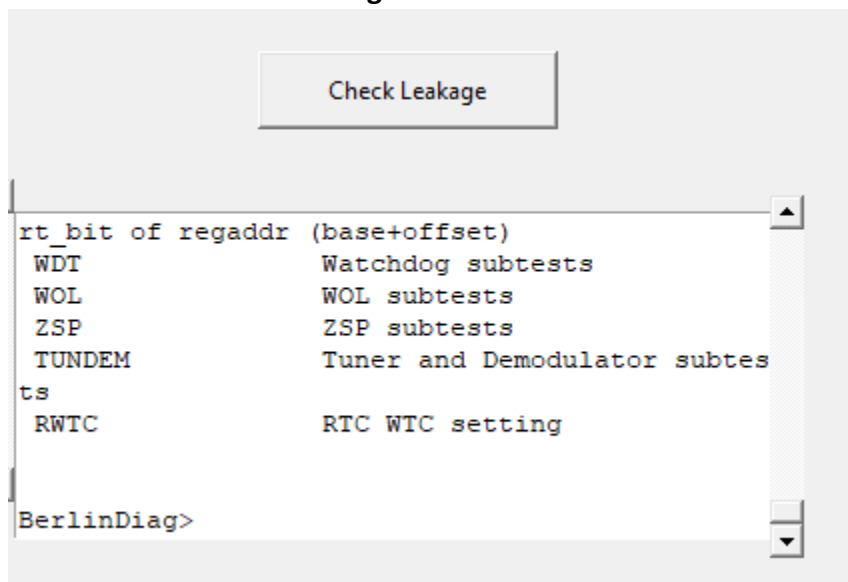 Check Leakage
rt_bit of regaddr (base+offset)
WDT Watchdog subtests
WOL WOL subtests
ZSP ZSP subtests
TUNDEM Tuner and Demodulator subtes
ts
RWTC RTC WTC setting
BerlinDiag>